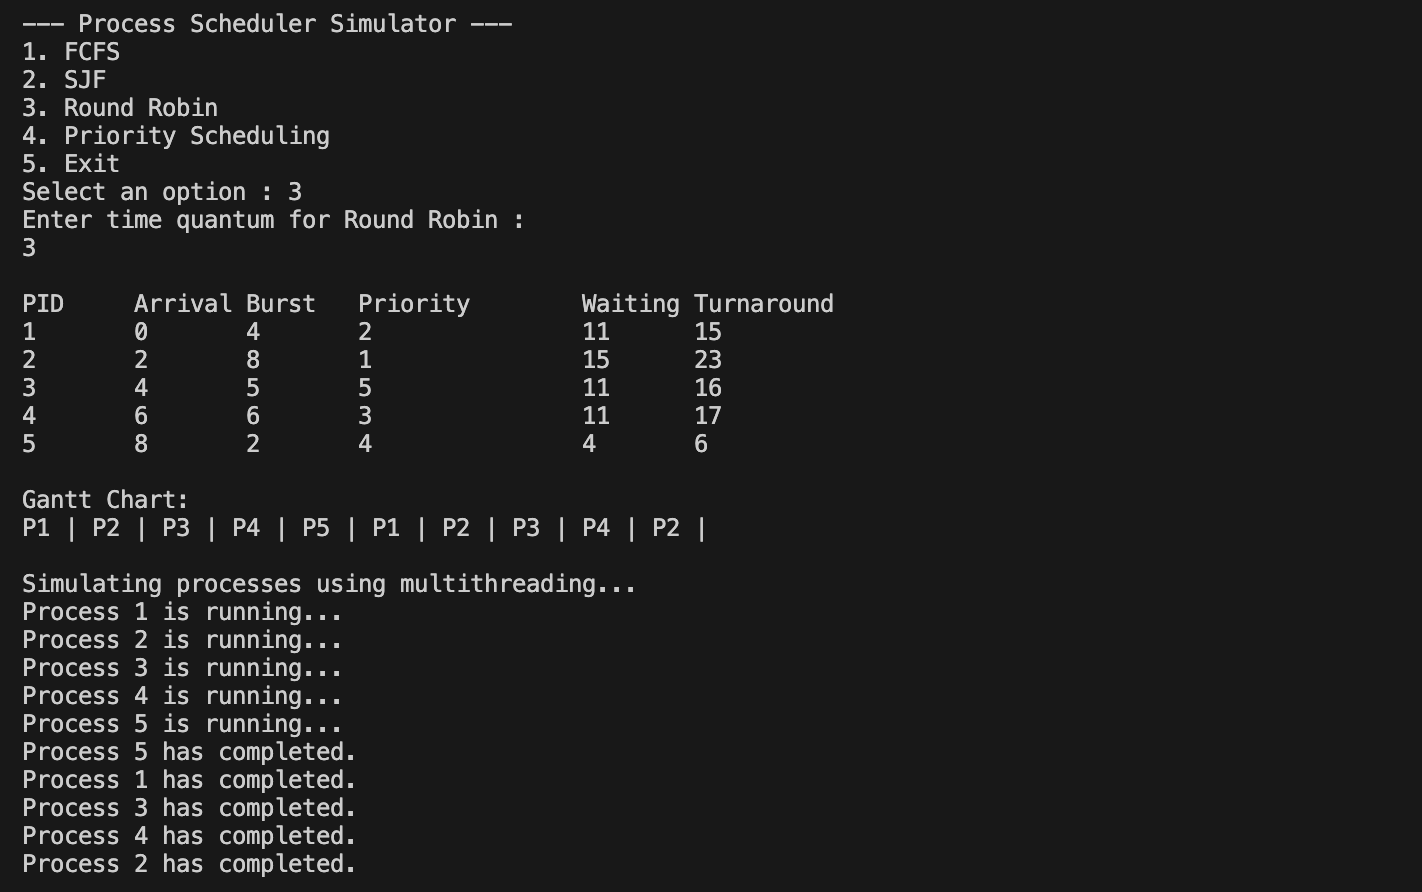 --- Process Scheduler Simulator ---
1. FCFS
2. SJF
3. Round Robin
4. Priority Scheduling
5. Exit
Select an option : 3
Enter time quantum for Round Robin :
3
PID Arrival Burst Priority Waiting Turnaround
1 0 4 2 11 15
2 2 8 1 15 23
3 4 5 5 11 16
4 6 6 3 11 17
5 8 2 4 4 6
Gantt Chart:
P1 | P2 | P3 | P4 | P5 | P1 | P2 | P3 | P4 | P2 |
Simulating processes using multithreading...
Process 1 is running...
Process 2 is running...
Process 3 is running...
Process 4 is running...
Process 5 is running...
Process 5 has completed.
Process 1 has completed.
Process 3 has completed.
Process 4 has completed.
Process 2 has completed.